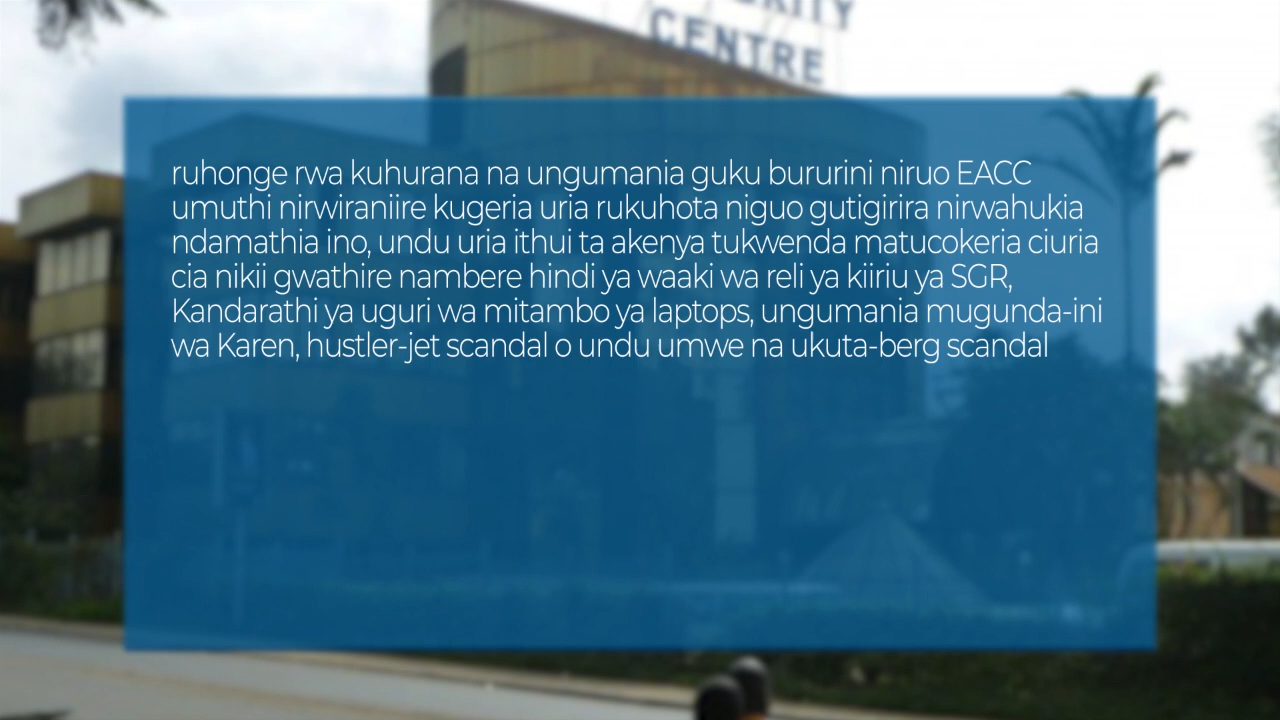 CENTRE
ruhonge rwa kuhurana na ungumania guku bururini niruo EACC
umuthi nirwiraniire kugeria uria rukuhota niguo gutigirira nirwahukia
ndamathia ino, undu uria ithui ta akenya tukwenda matucokeria ciuria
cia nikii gwathire nambere hindi ya waaki wa reli ya kiiriu ya SGR,
Kandarathi ya uguri wa mitambo ya laptops, ungumania mugunda-ini
wa Karen, hustler-jet scandal o undu umwe na ukuta-berg scandal